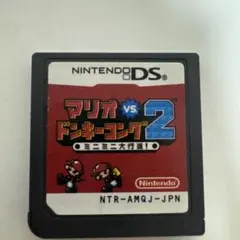 NINTENDO DS
マリオ VS.
ドンキーコング 2
ミニミニ大行進!
Nintendo
NTR-AMQJ-JPN